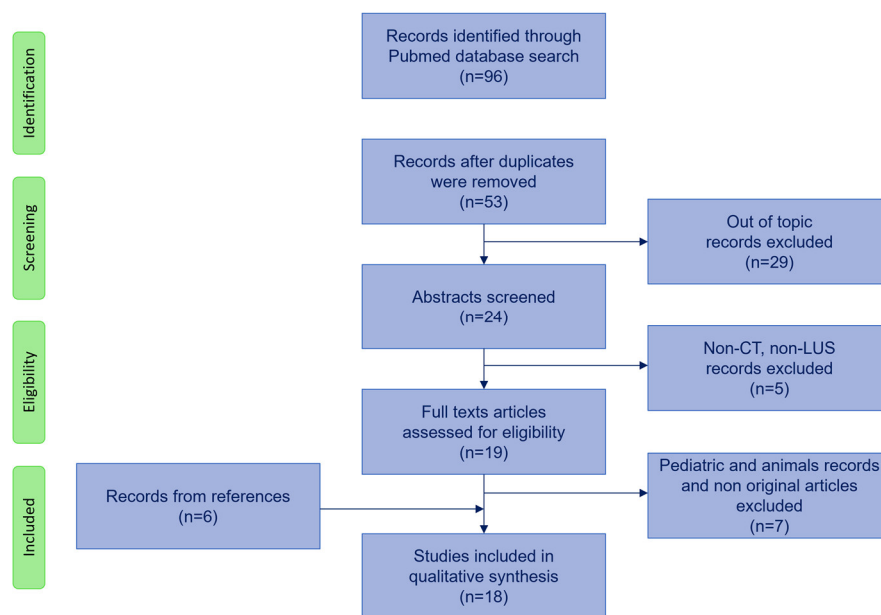 Identification
Records identified through
Pubmed database search
(n=96)
Records after duplicates
were removed
(n=53)
Screening
Out of topic
records excluded
(n=29)
Abstracts screened
(n=24)
Eligibility
Non-CT, non-LUS
records excluded
(n=5)
Full texts articles
assessed for eligibility
(n=19)
Included
Records from references
(n=6)
Pediatric and animals records
and non original articles
excluded
(n=7)
Studies included in
qualitative synthesis
(n=18)